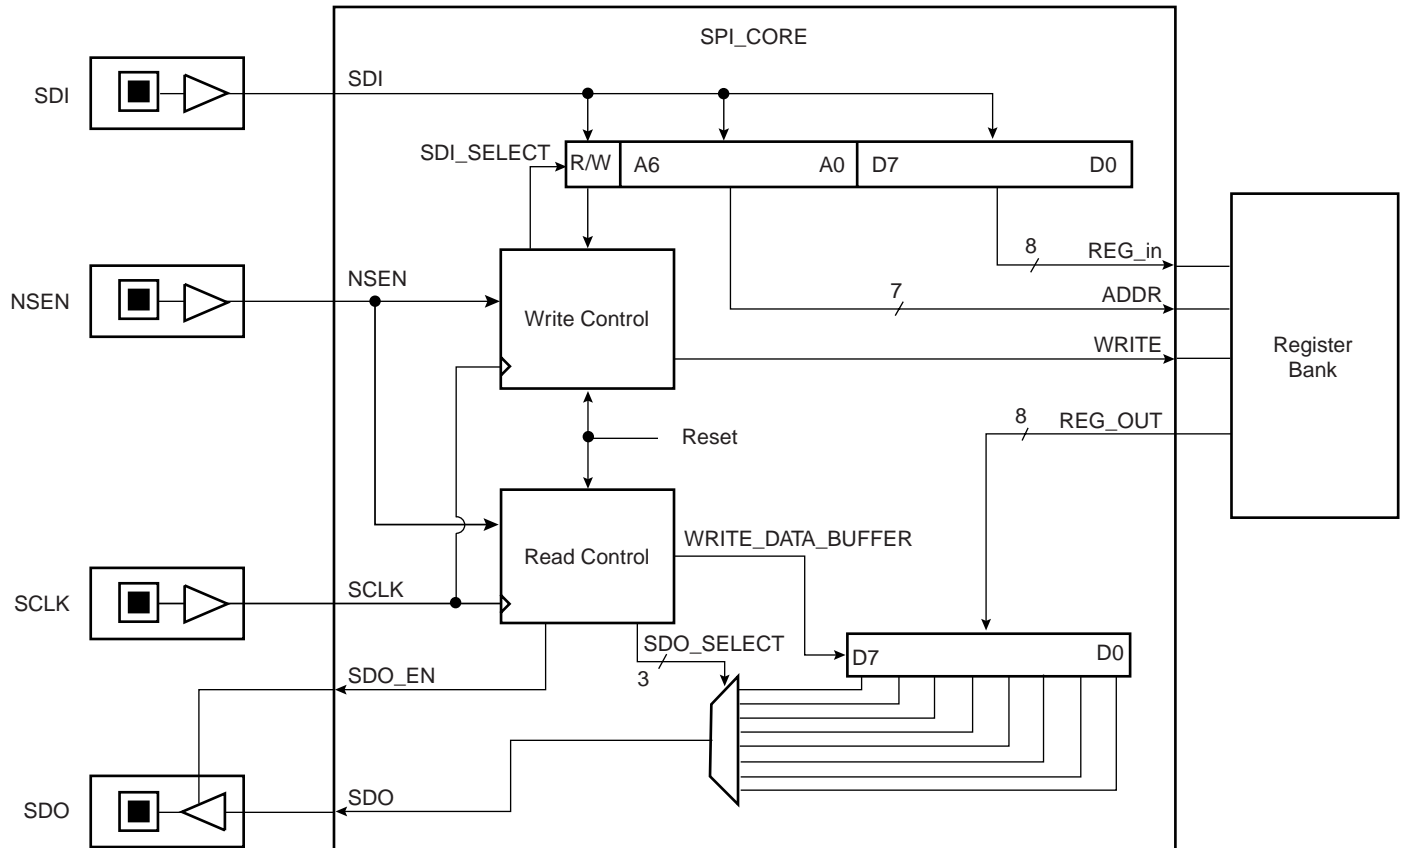 SPI_CORE
SDI
SDI
SDI_SELECT
R/W
A6
A0
D7
D0
8
REG_in
NSEN
NSEN
7
ADDR
Write Control
WRITE
Register
Bank
8
REG_OUT
Reset
WRITE_DATA_BUFFER
Read Control
SCLK
SCLK
SDO_SELECT
3
D7
D0
SDO_EN
SDO
SDO